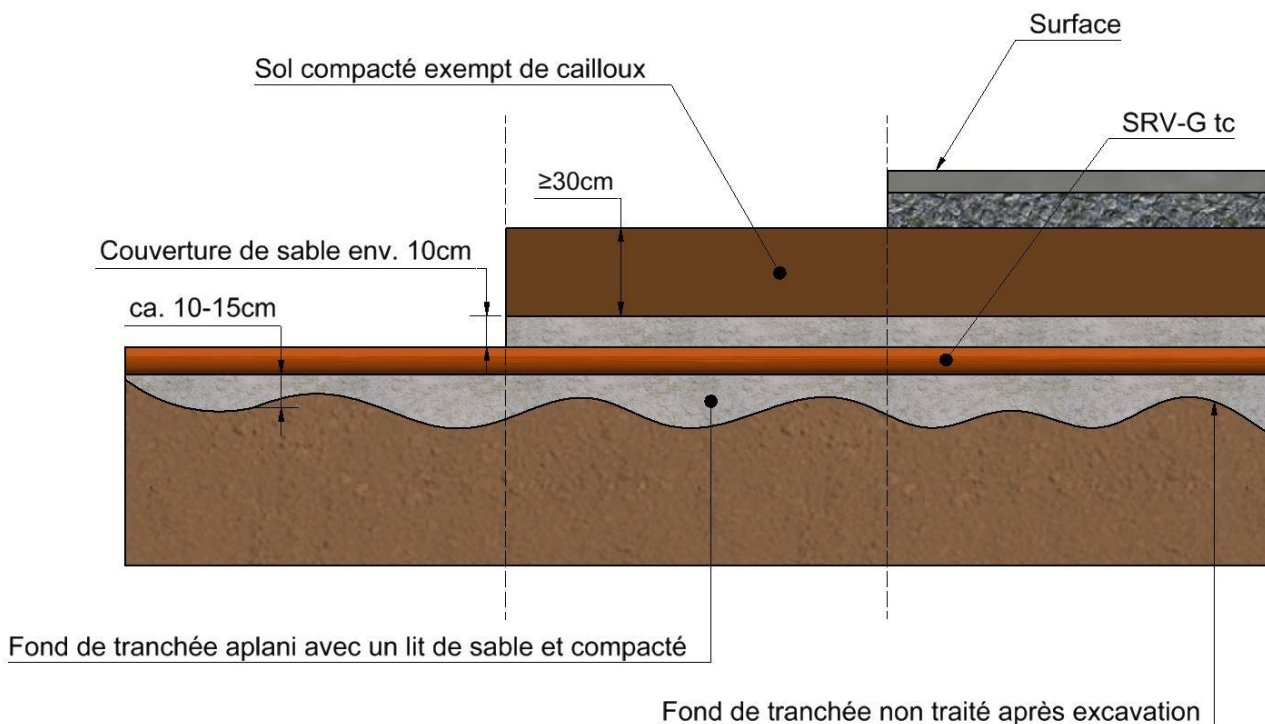 Surface
Sol compacté exempt de cailloux
SRV-G tc
≥30cm
Couverture de sable env. 10cm
ca. 10-15cm
Fond de tranchée aplani avec un lit de sable et compacté
Fond de tranchée non traité après excavation